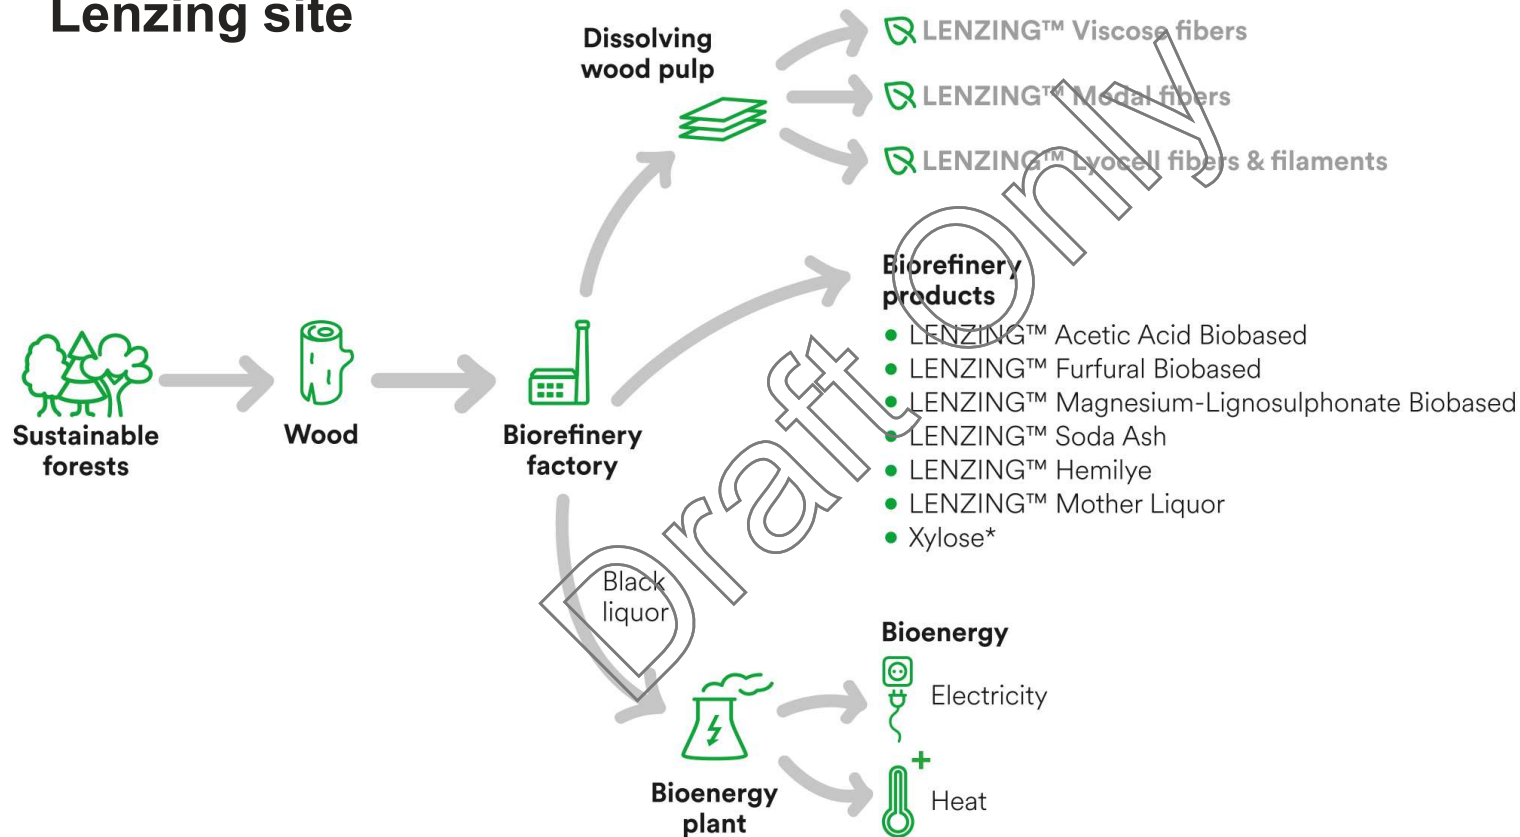 Lenzing site
Dissolving
wood pulp
LENZING™ Viscose fibers
LENZING™ Modal fibers
LENZING™ Lyocell fibers & filaments
Biorefinery
products
• LENZING™ Acetic Acid Biobased
• LENZING™ Furfural Biobased
• LENZING™ Magnesium-Lignosulphonate Biobased
• LENZING™ Soda Ash
• LENZING™ Hemilye
• LENZING™ Mother Liquor
• Xylose*
Sustainable
forests
Wood
Biorefinery
factory
Black
liquor
Bioenergy
plant
Bioenergy
Electricity
Heat
Draft Only